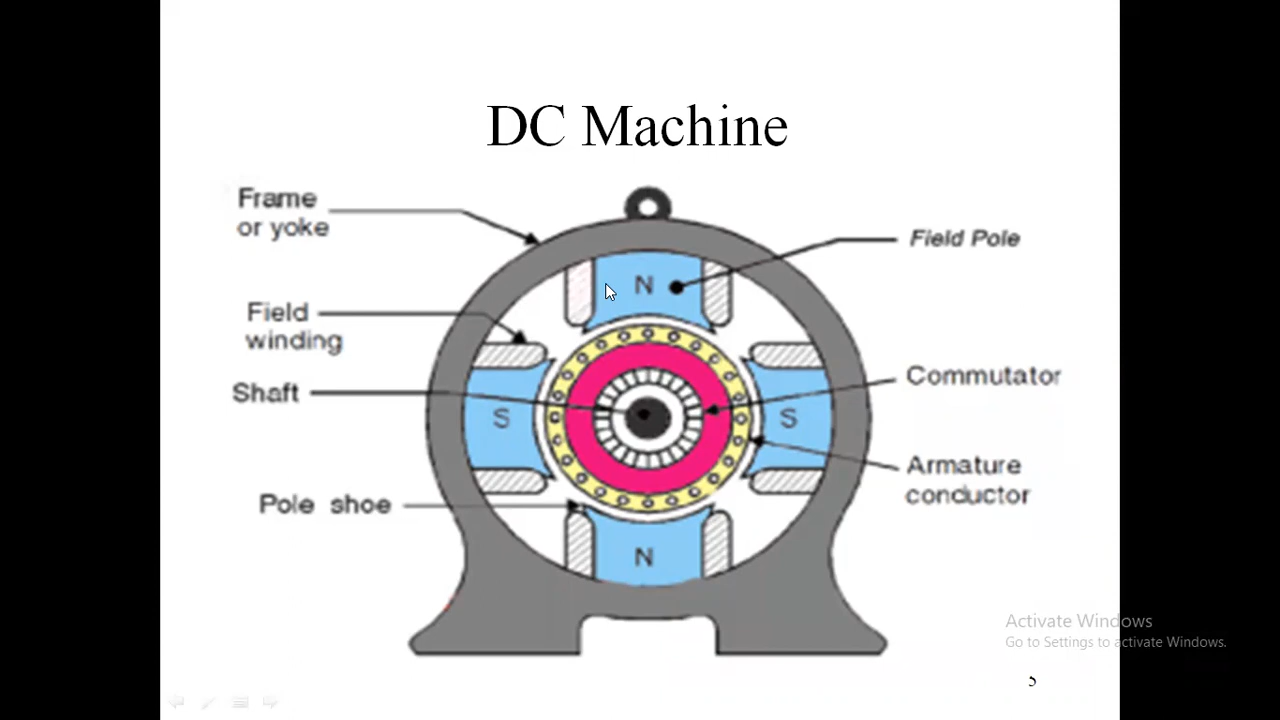 DC Machine
Frame
or yoke
Field Pole
N
Field
winding
Shaft
Commutator
S
S
Armature
conductor
Pole shoe
N
Activate Windows
Go to Settings to activate Windows.
5